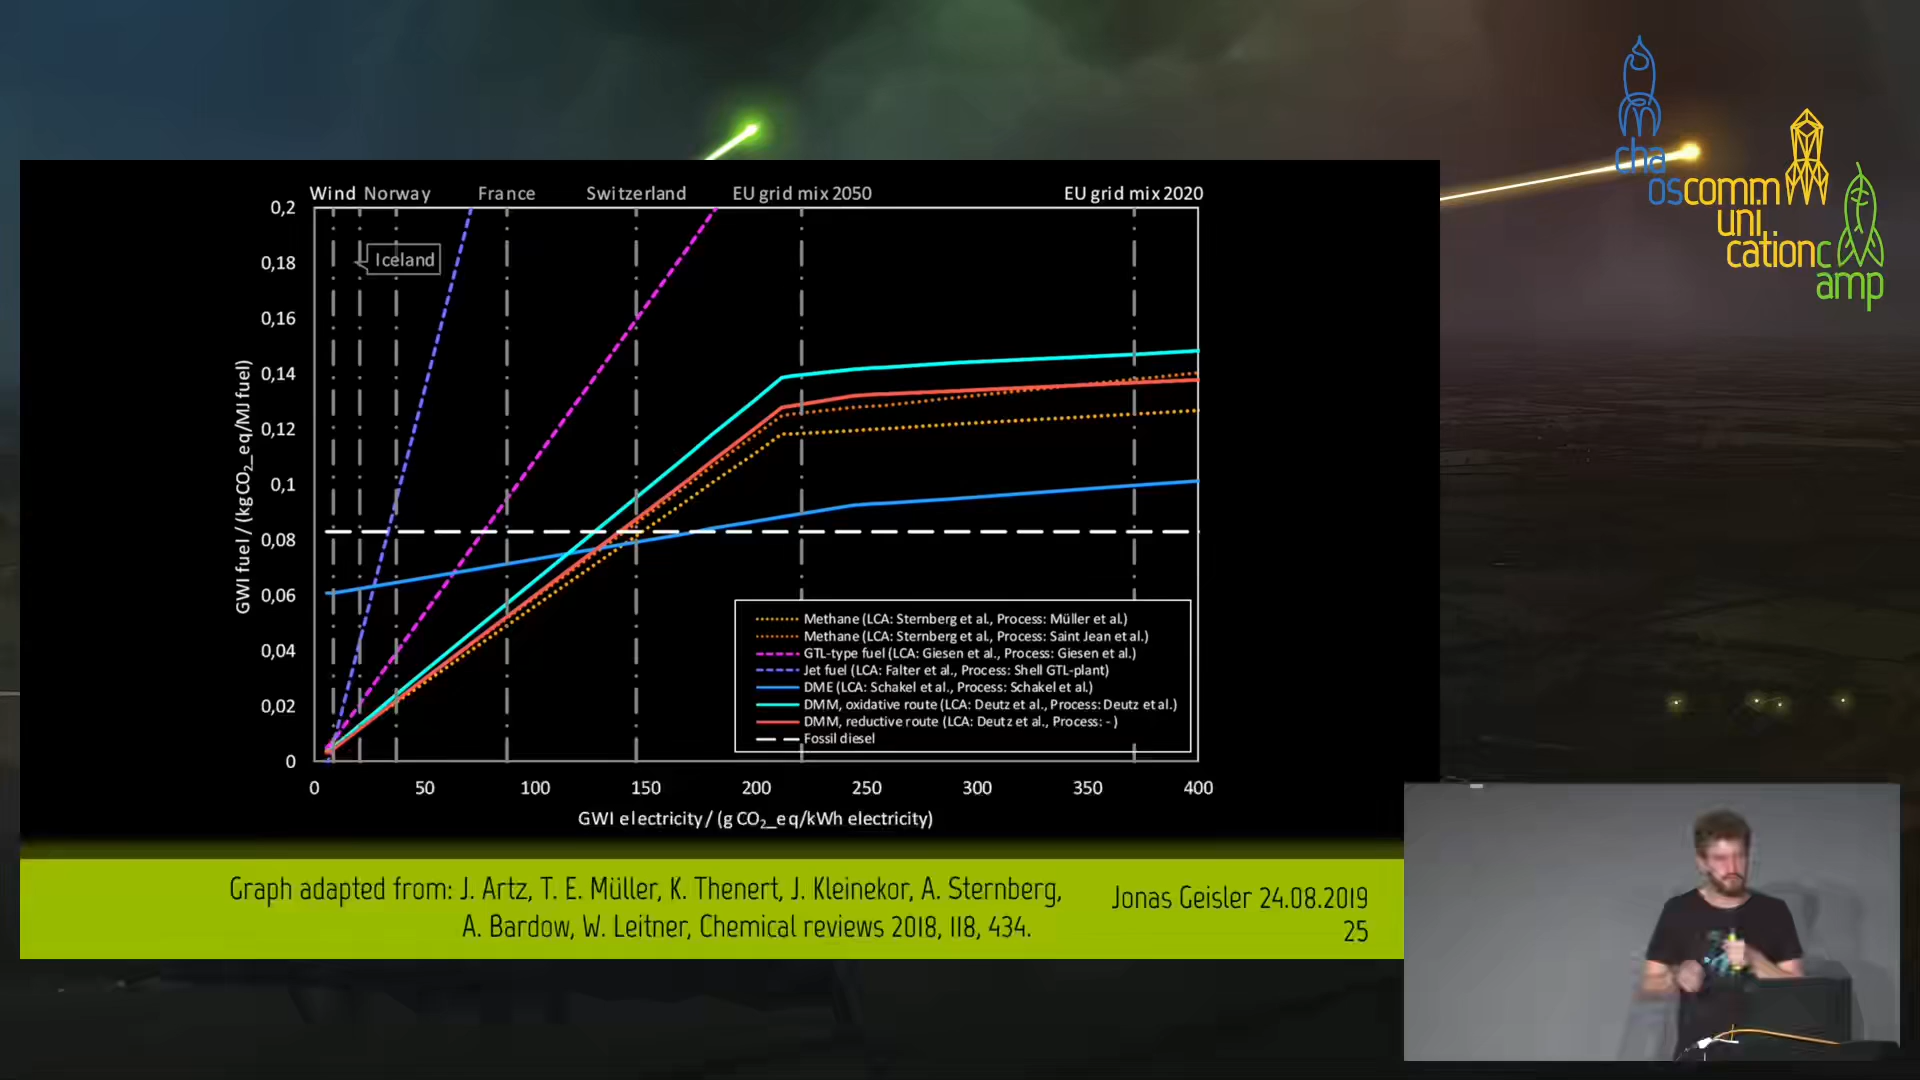 cha
oscomm
uni
cationc
amp
Wind Norway France Switzerland EU grid mix 2050 EU grid mix 2020
Iceland
0,2
0,18
0,16
0,14
0,12
0,1
0,08
0,06
0,04
0,02
0
GWI fuel / (kg CO₂_eq/MJ fuel)
Methane (LCA: Sternberg et al., Process: Müller et al.)
Methane (LCA: Sternberg et al., Process: Saint Jean et al.)
GTL-type fuel (LCA: Giesen et al., Process: Giesen et al.)
Jet fuel (LCA: Falter et al., Process: Shell GTL-plant)
DME (LCA: Schakel et al., Process: Schakel et al.)
DMM, oxidative route (LCA: Deutz et al., Process: Deutz et al.)
DMM, reductive route (LCA: Deutz et al., Process: - )
Fossil diesel
0 50 100 150 200 250 300 350 400
GWI electricity / (g CO₂_eq/kWh electricity)
Graph adapted from: J. Artz, T. E. Müller, K. Thenert, J. Kleinekor, A. Sternberg,
A. Bardow, W. Leitner, Chemical reviews 2018, 118, 434.
Jonas Geisler 24.08.2019
25